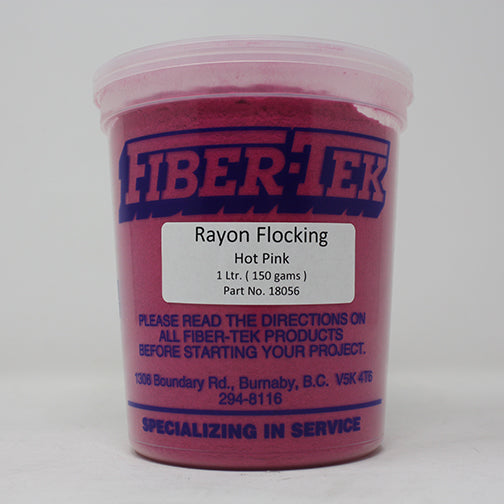 FIBER-TEK
Rayon Flocking
Hot Pink
1 Ltr. ( 150 gams )
Part No. 18056
PLEASE READ THE DIRECTIONS ON
ALL FIBER-TEK PRODUCTS
BEFORE STARTING YOUR PROJECT.
1306 Boundary Rd., Burnaby, B.C. V5K 4T6
294-8116
SPECIALIZING IN SERVICE